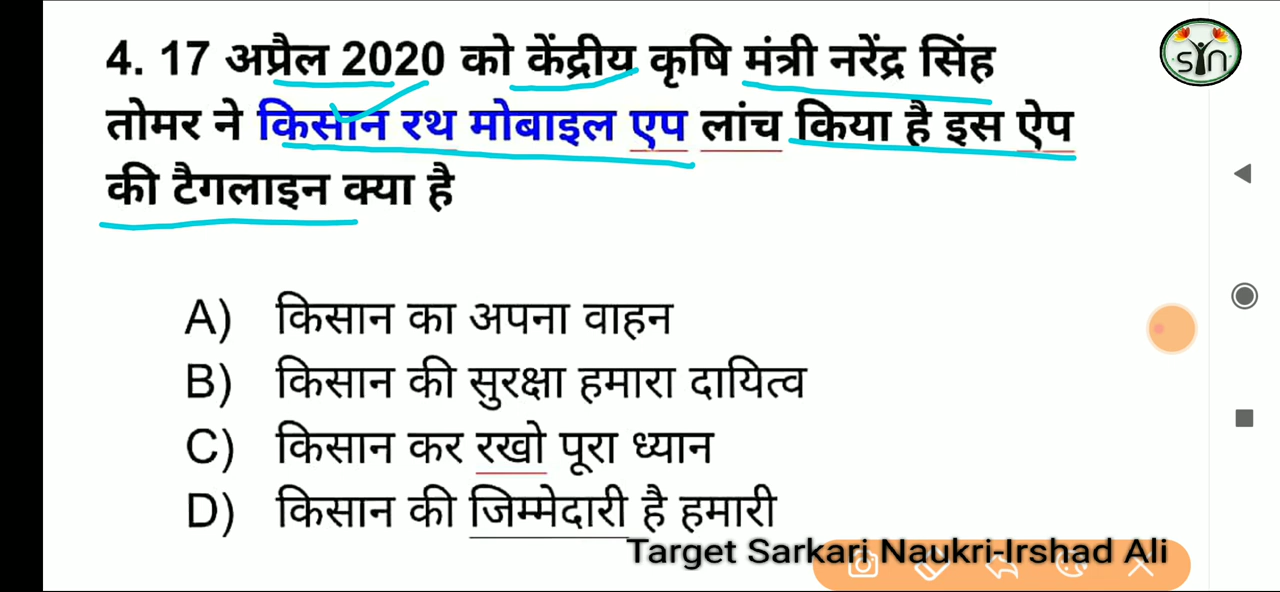 4. 17 अप्रैल 2020 को केंद्रीय कृषि मंत्री नरेंद्र सिंह
तोमर ने किसान रथ मोबाइल एप लांच किया है इस ऐप
की टैगलाइन क्या है
SYN
A) किसान का अपना वाहन
B) किसान की सुरक्षा हमारा दायित्व
C) किसान कर रखो पूरा ध्यान
D) किसान की जिम्मेदारी है हमारी
Target Sarkari Naukri-Irshad Ali